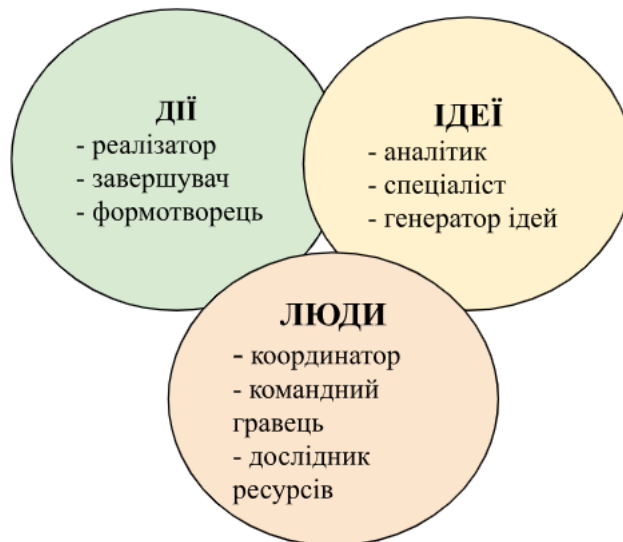 ДІЇ
- реалізатор
- завершувач
- формотворець
ІДЕЇ
- аналітик
- спеціаліст
- генератор ідей
ЛЮДИ
- координатор
- командний
гравець
- дослідник
ресурсів